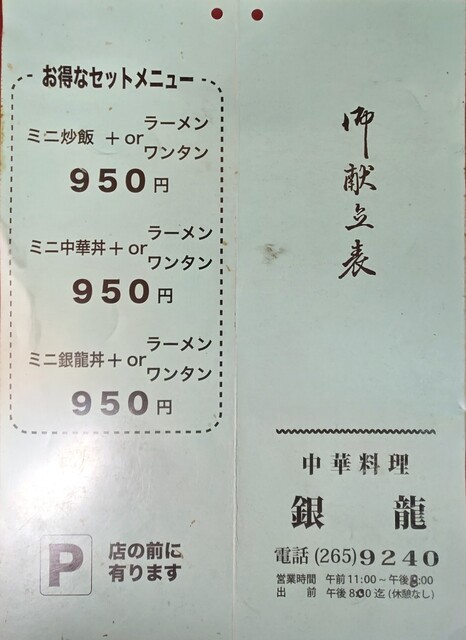 お得なセットメニュー
ミニ炒飯 + or ラーメン
ワンタン
950円
ミニ中華丼 + or ラーメン
ワンタン
950円
ミニ銀龍丼 + or ラーメン
ワンタン
950円
P 店の前に
有ります
御献立表
中華料理
銀龍
電話(265)9240
営業時間 午前11:00~午後8:00
出前 午後8:00迄(休憩なし)